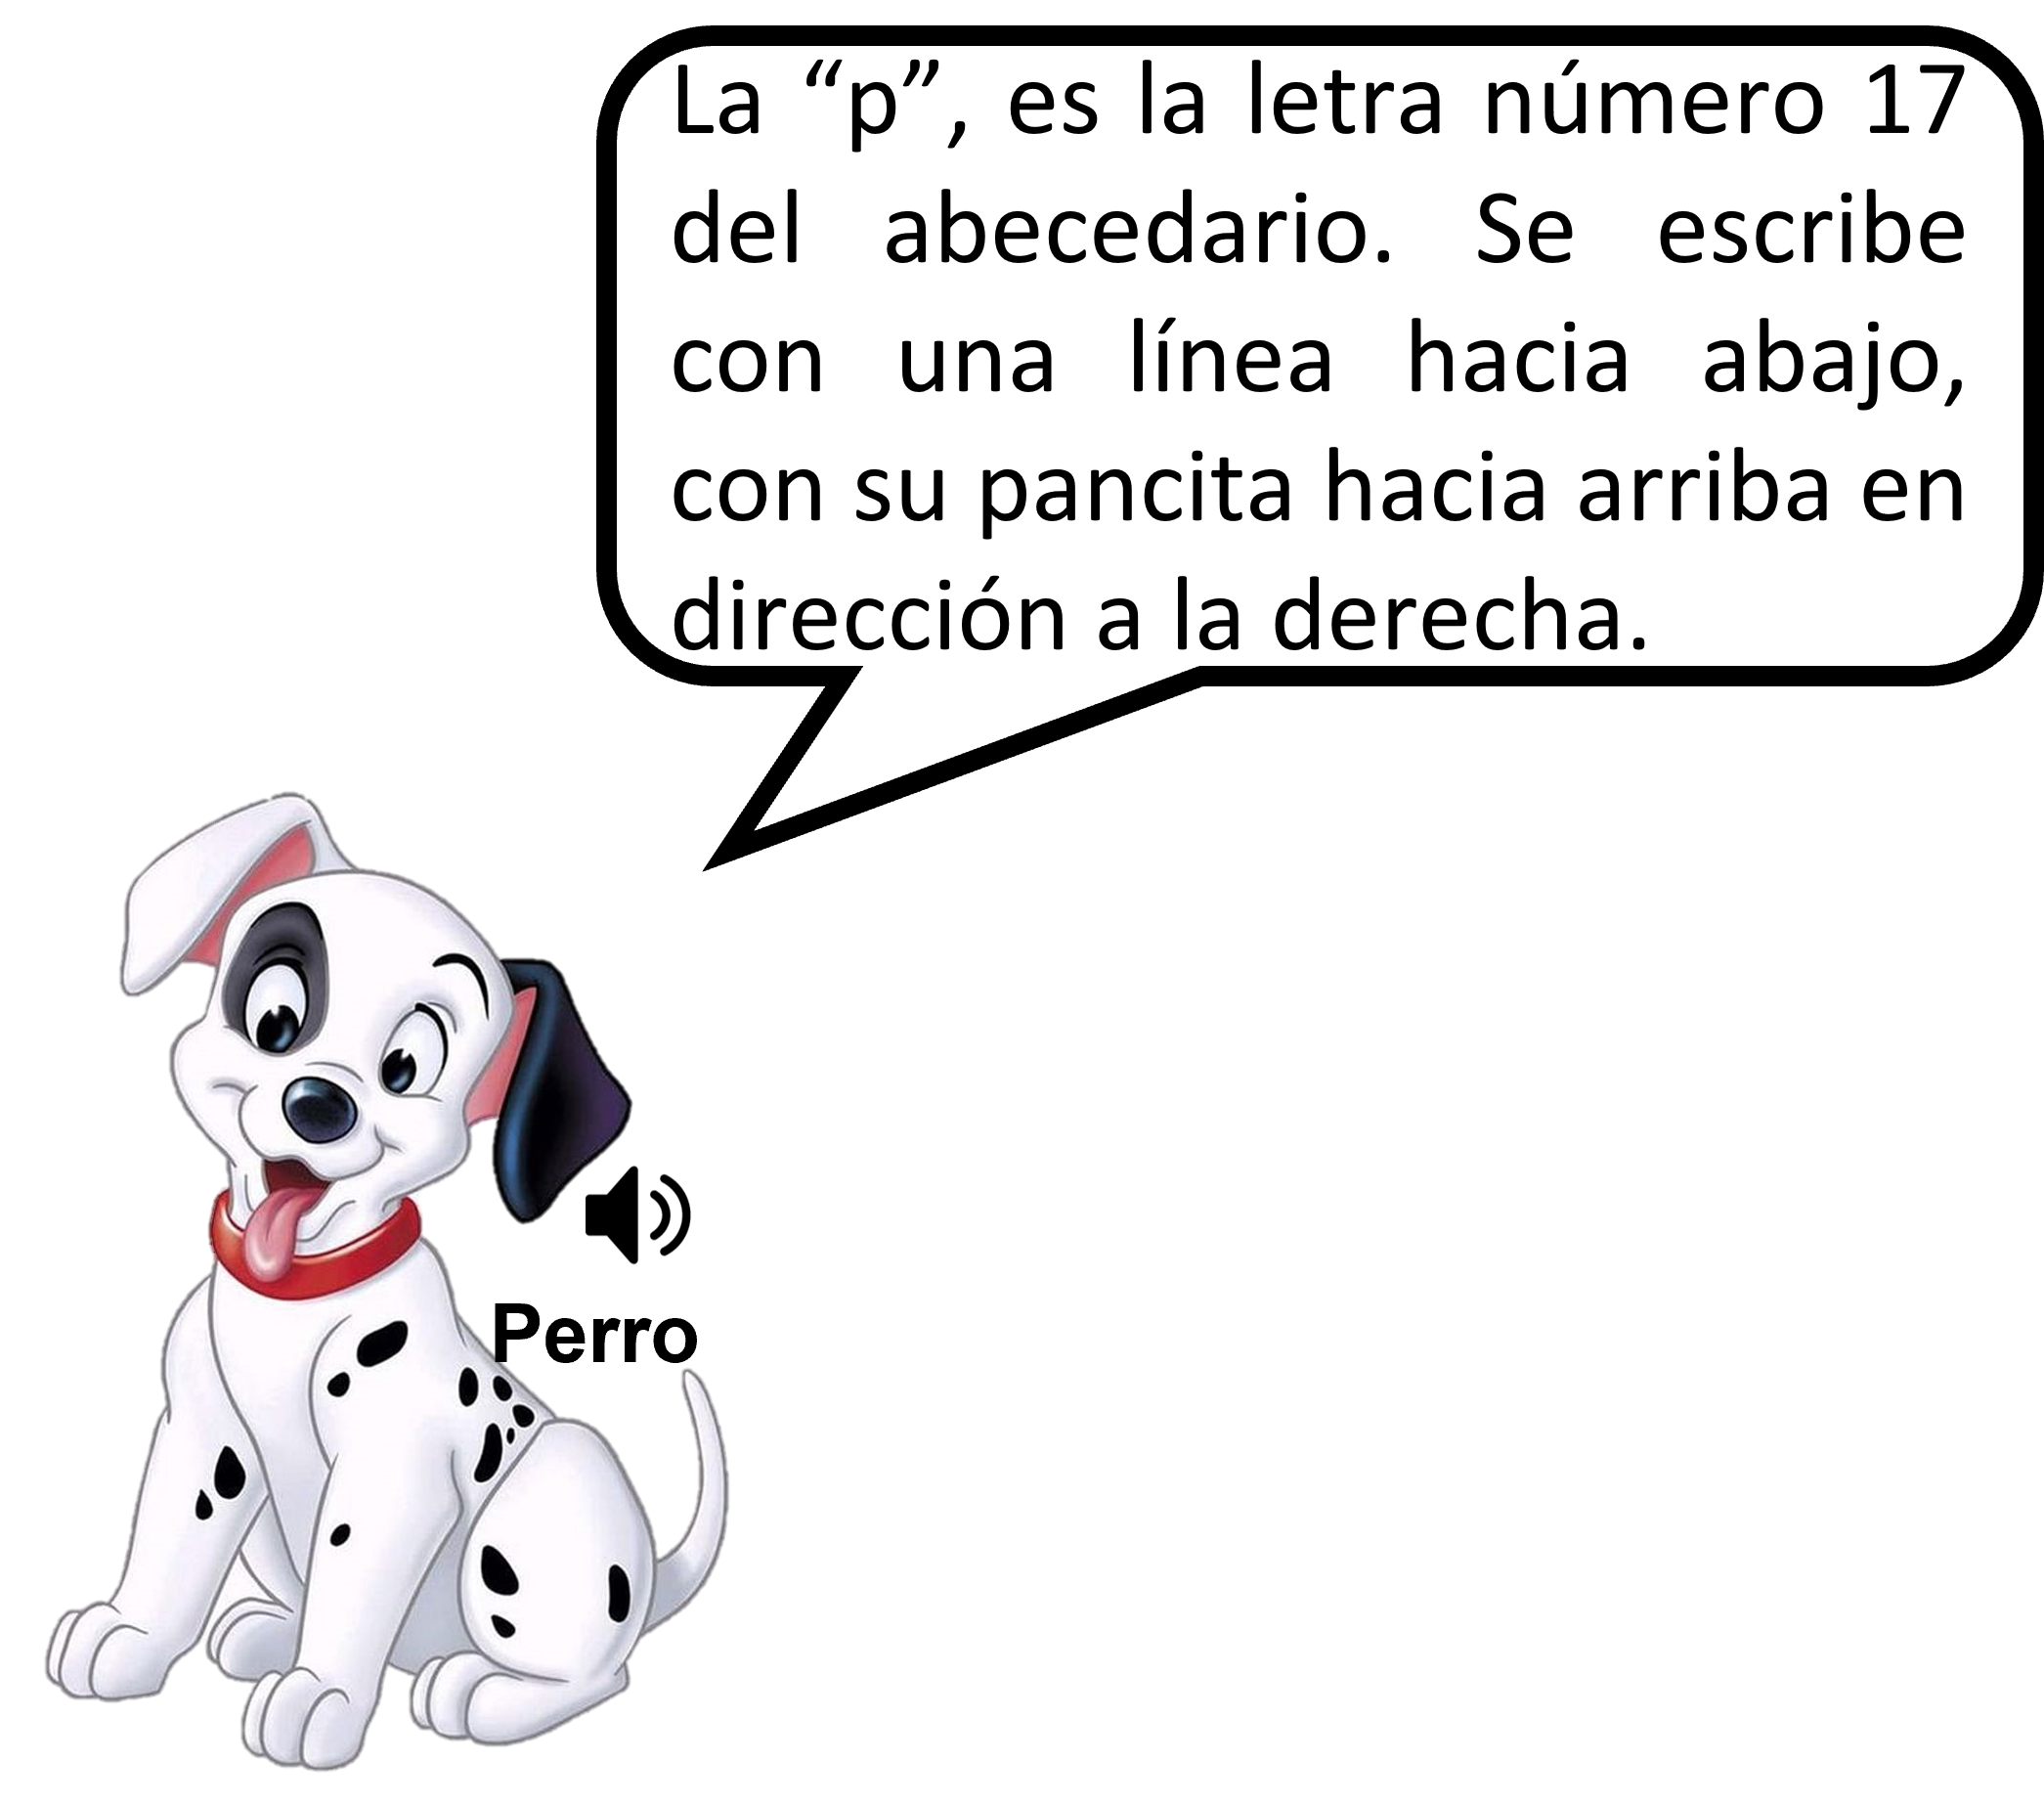 La “p”, es la letra número 17
del abecedario. Se escribe
con una línea hacia abajo,
con su pancita hacia arriba en
dirección a la derecha.
Perro